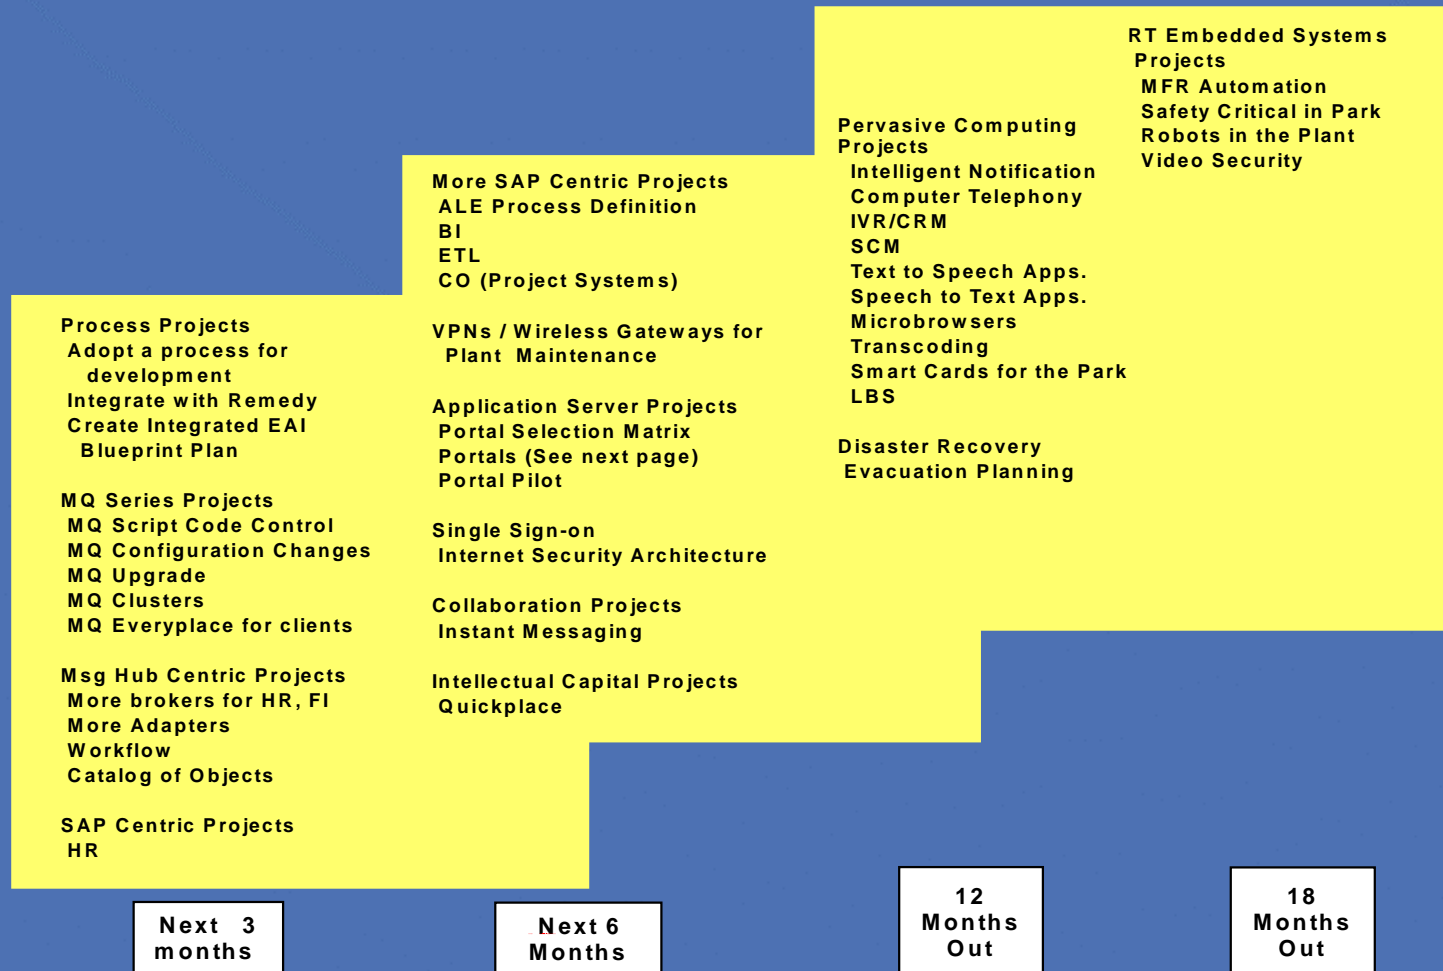 Process Projects
Adopt a process for
development
Integrate with Remedy
Create Integrated EAI
Blueprint Plan
MQ Series Projects
MQ Script Code Control
MQ Configuration Changes
MQ Upgrade
MQ Clusters
MQ Everyplace for clients
Msg Hub Centric Projects
More brokers for HR, FI
More Adapters
Workflow
Catalog of Objects
SAP Centric Projects
HR
Next 3
months
More SAP Centric Projects
ALE Process Definition
BI
ETL
CO (Project Systems)
VPNs / Wireless Gateways for
Plant Maintenance
Application Server Projects
Portal Selection Matrix
Portals (See next page)
Portal Pilot
Single Sign-on
Internet Security Architecture
Collaboration Projects
Instant Messaging
Intellectual Capital Projects
Quickplace
Next 6
Months
Pervasive Computing
Projects
Intelligent Notification
Computer Telephony
IVR/CRM
SCM
Text to Speech Apps.
Speech to Text Apps.
Microbrowsers
Transcoding
Smart Cards for the Park
LBS
Disaster Recovery
Evacuation Planning
12
Months
Out
RT Embedded Systems
Projects
MFR Automation
Safety Critical in Park
Robots in the Plant
Video Security
18
Months
Out